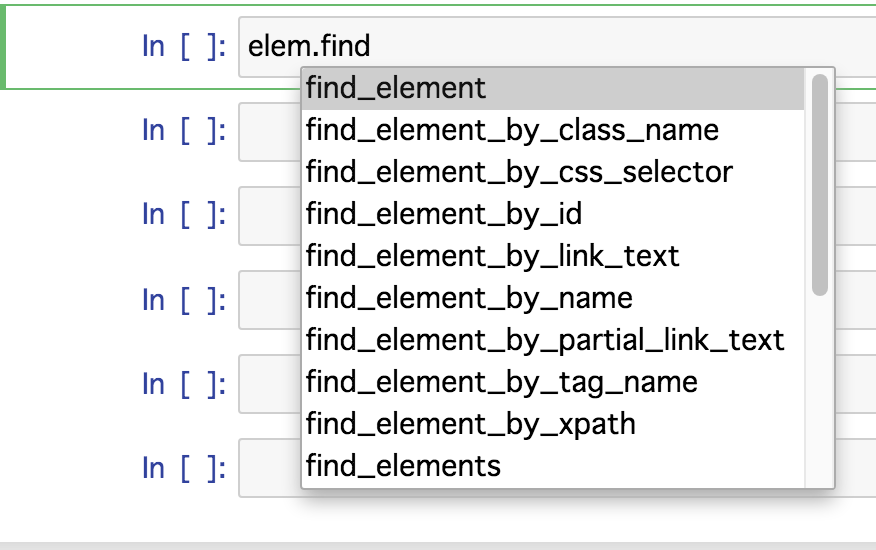 In [ ]: elem.find
find_element
In [ ]: find_element_by_class_name
find_element_by_css_selector
In [ ]: find_element_by_id
find_element_by_link_text
In [ ]: find_element_by_name
find_element_by_partial_link_text
In [ ]: find_element_by_tag_name
find_element_by_xpath
In [ ]: find_elements